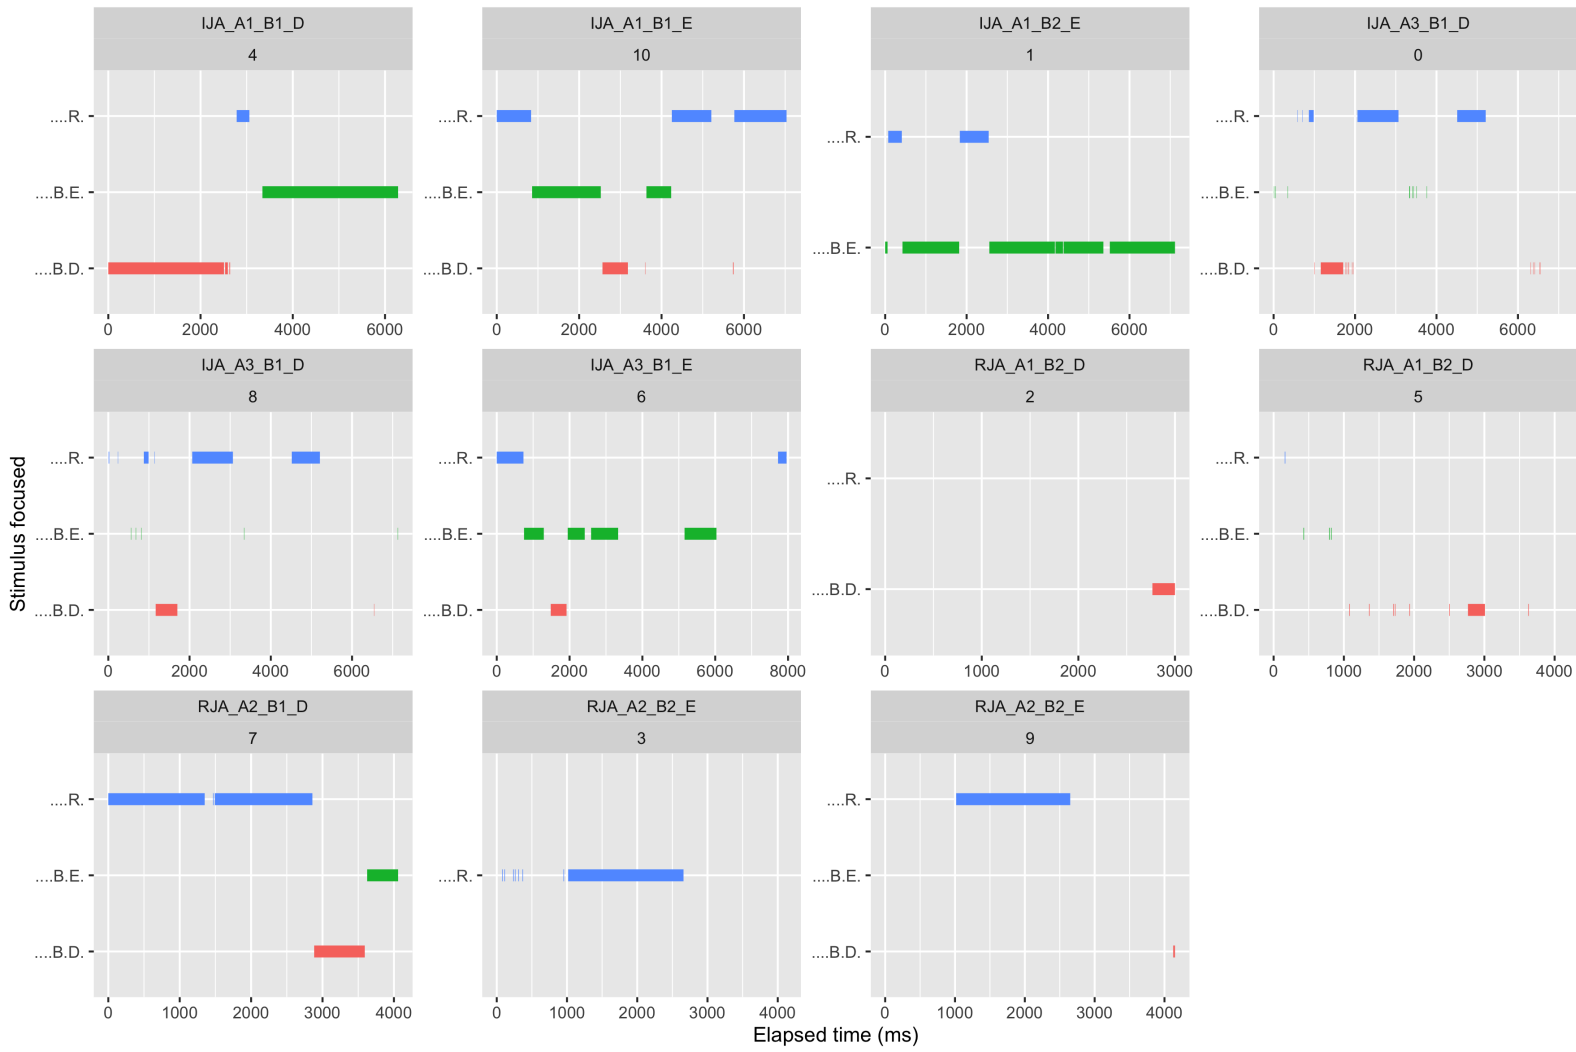 IJA_A1_B1_D
4
IJA_A1_B1_E
10
IJA_A1_B2_E
1
IJA_A3_B1_D
0
....R.
....B.E.
....B.D.
0 2000 4000 6000
....R.
....B.E.
....B.D.
0 2000 4000 6000
....R.
....B.E.
0 2000 4000 6000
....R.
....B.E.
....B.D.
0 2000 4000 6000
Stimulus focused
IJA_A3_B1_D
8
IJA_A3_B1_E
6
RJA_A1_B2_D
2
RJA_A1_B2_D
5
....R.
....B.E.
....B.D.
0 2000 4000 6000
....R.
....B.E.
....B.D.
0 2000 4000 6000 8000
....R.
....B.D.
0 1000 2000 3000
....R.
....B.E.
....B.D.
0 1000 2000 3000 4000
RJA_A2_B1_D
7
RJA_A2_B2_E
3
RJA_A2_B2_E
9
....R.
....B.E.
....B.D.
0 1000 2000 3000 4000
....R.
0 1000 2000 3000 4000
....R.
....B.E.
....B.D.
0 1000 2000 3000 4000
Elapsed time (ms)